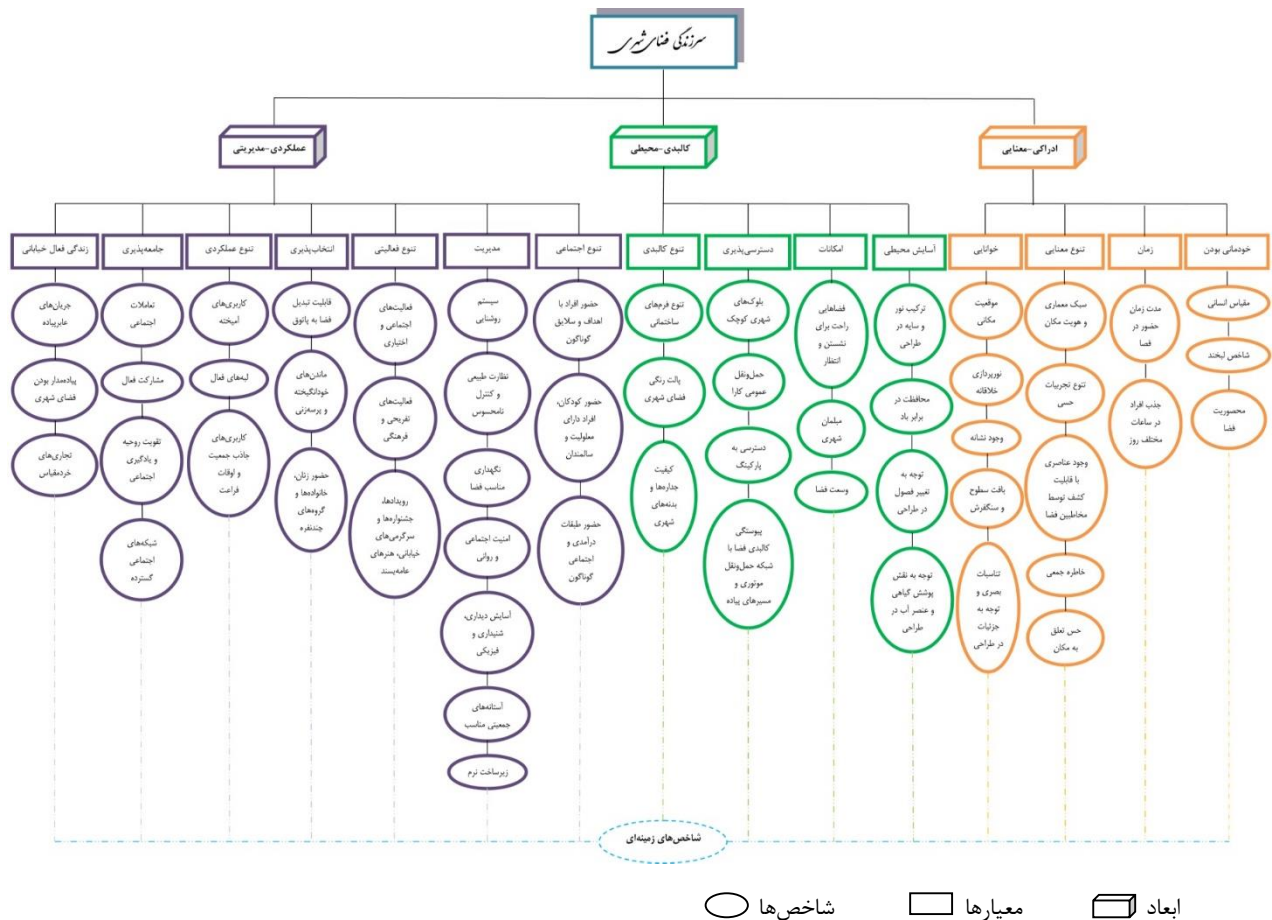 سرزندگی فضای شهری
ادراکی-معنایی
کالبدی-محیطی
عملکردی-مدیریتی
خودمانی بودن
زمان
تنوع معنایی
خوانایی
آسایش محیطی
امکانات
دسترسی‌پذیری
تنوع کالبدی
تنوع اجتماعی
مدیریت
تنوع فعالیتی
انتخاب‌پذیری
تنوع عملکردی
جامعه‌پذیری
زندگی فعال خیابانی
مقیاس انسانی
شاخص لبخند
محصوریت
فضا
مدت زمان
حضور در
فضا
جذب افراد
در ساعات
مختلف روز
سبک معماری
و هویت مکان
تنوع تجربیات
حسی
وجود عناصری
با قابلیت
کشف توسط
مخاطبین فضا
خاطره جمعی
حس تعلق
به مکان
موقعیت
مکانی
نورپردازی
خلاقانه
وجود نشانه
بافت سطوح
و سنگفرش
تناسبات
بصری و
توجه به
جزئیات
در طراحی
ترکیب نور
و سایه در
طراحی
محافظت در
برابر باد
توجه به
تغییر فصول
در طراحی
توجه به نقش
پوشش گیاهی
و عنصر آب در
طراحی
فضاهایی
راحت برای
نشستن و
انتظار
مبلمان
شهری
وسعت فضا
بلوک‌های
شهری کوچک
حمل‌ونقل
عمومی کارا
دسترسی به
پارکینگ
پیوستگی
کالبدی فضا با
شبکه حمل‌ونقل
موتوری و
مسیرهای پیاده
تنوع فرم‌های
ساختمانی
پالت رنگی
فضای شهری
کیفیت
جداره‌ها و
بدنه‌های
شهری
حضور افراد با
اهداف و سلایق
گوناگون
حضور کودکان،
افراد دارای
معلولیت و
سالمندان
حضور طبقات
درآمدی و
اجتماعی
گوناگون
سیستم
روشنایی
نظارت طبیعی
و کنترل
نامحسوس
نگهداری
مناسب فضا
امنیت اجتماعی
و روانی
آسایش دیداری،
شنیداری و
فیزیکی
آستانه‌های
جمعیتی مناسب
زیرساخت نرم
فعالیت‌های
اجتماعی و
اختیاری
فعالیت‌های
تفریحی و
فرهنگی
رویدادها،
جشنواره‌ها و
سرگرمی‌های
خیابانی، هنرهای
عامه‌پسند
قابلیت تبدیل
فضا به پاتوق
ماندن‌های
خودانگیخته
و پرسه‌زنی
حضور زنان،
خانواده‌ها و
گروه‌های
چندنفره
کاربری‌های
آمیخته
لبه‌های فعال
کاربری‌های
جاذب جمعیت
و اوقات
فراغت
تعاملات
اجتماعی
مشارکت فعال
تقویت روحیه
و یادگیری
اجتماعی
شبکه‌های
اجتماعی
گسترده
جریان‌های
عابرپیاده
پیاده‌مدار بودن
فضای شهری
تجاری‌های
خردمقیاس
شاخص‌های زمینه‌ای
ابعاد
معیارها
شاخص‌ها